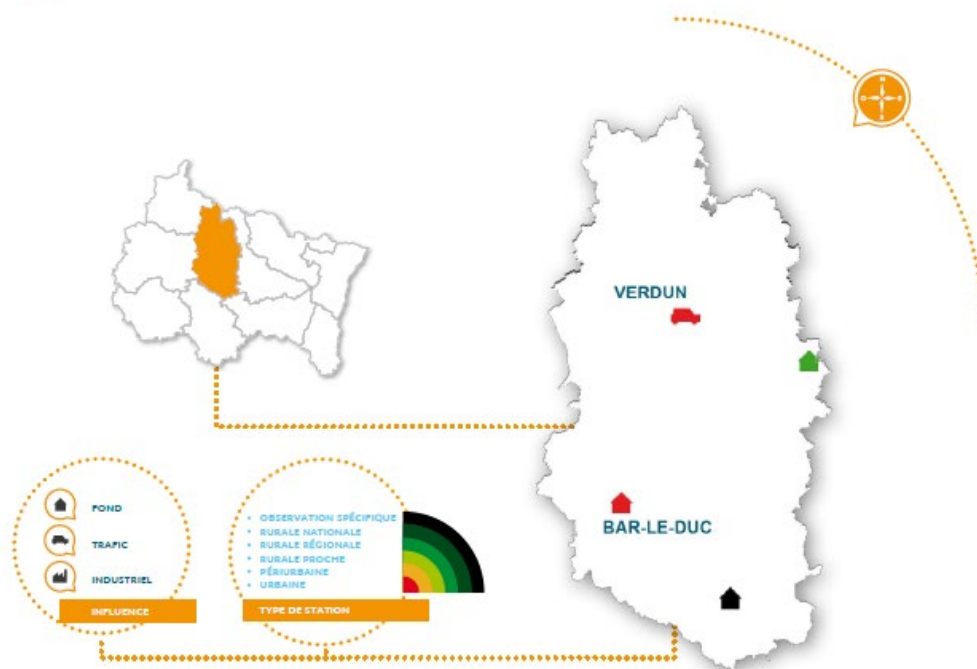 N
O
E
S
VERDUN
BAR-LE-DUC
FOND
TRAFIC
INDUSTRIEL
INFLUENCE
OBSERVATION SPÉCIFIQUE
RURALE NATIONALE
RURALE RÉGIONALE
RURALE PROCHE
PÉRIURBAINE
URBAINE
TYPE DE STATION